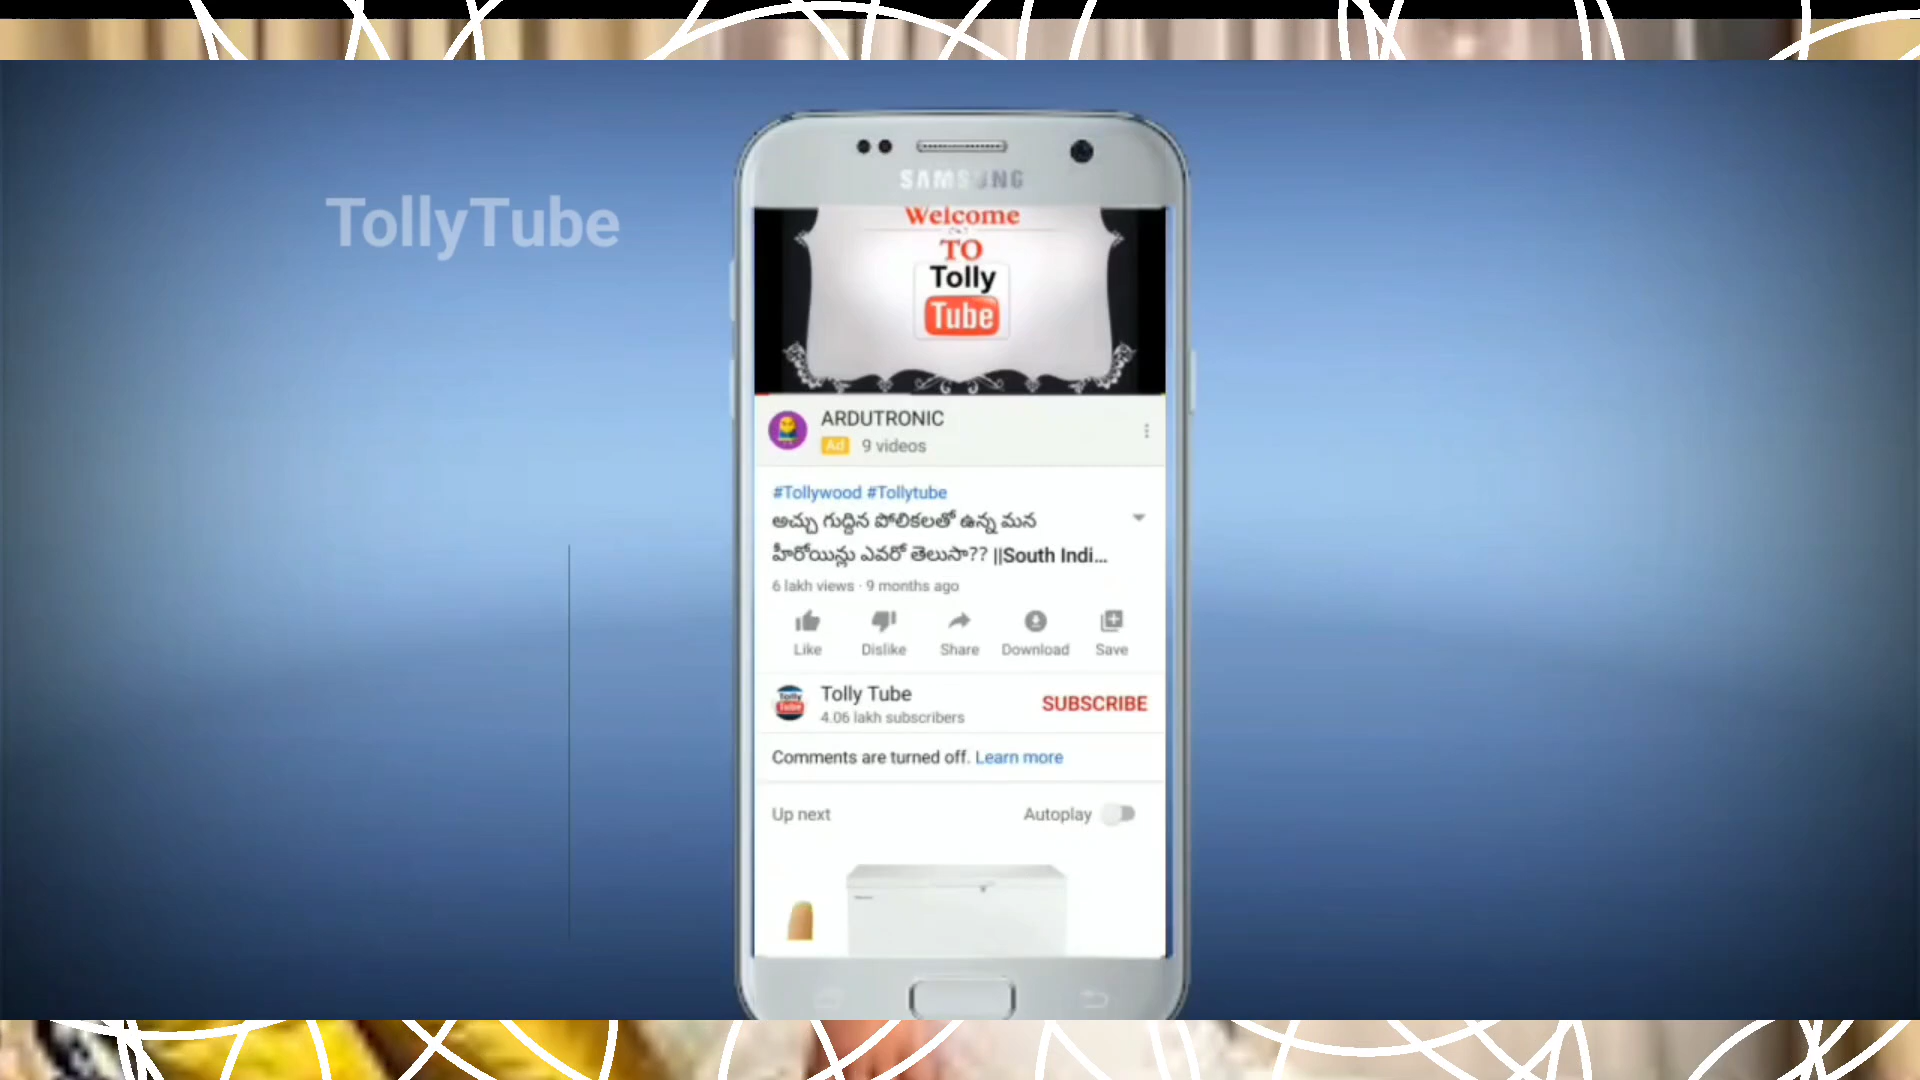 TollyTube
SAMSUNG
Welcome
TO
Tolly
Tube
ARDUTRONIC
Ad 9 videos
#Tollywood #Tollytube
అచ్చు గుద్దిన పోలికలతో ఉన్న మన
హీరోయిన్లు ఎవరో తెలుసా?? ||South Indi...
6 lakh views · 9 months ago
Like Dislike Share Download Save
Tolly Tube
SUBSCRIBE
4.06 lakh subscribers
Comments are turned off. Learn more
Up next Autoplay